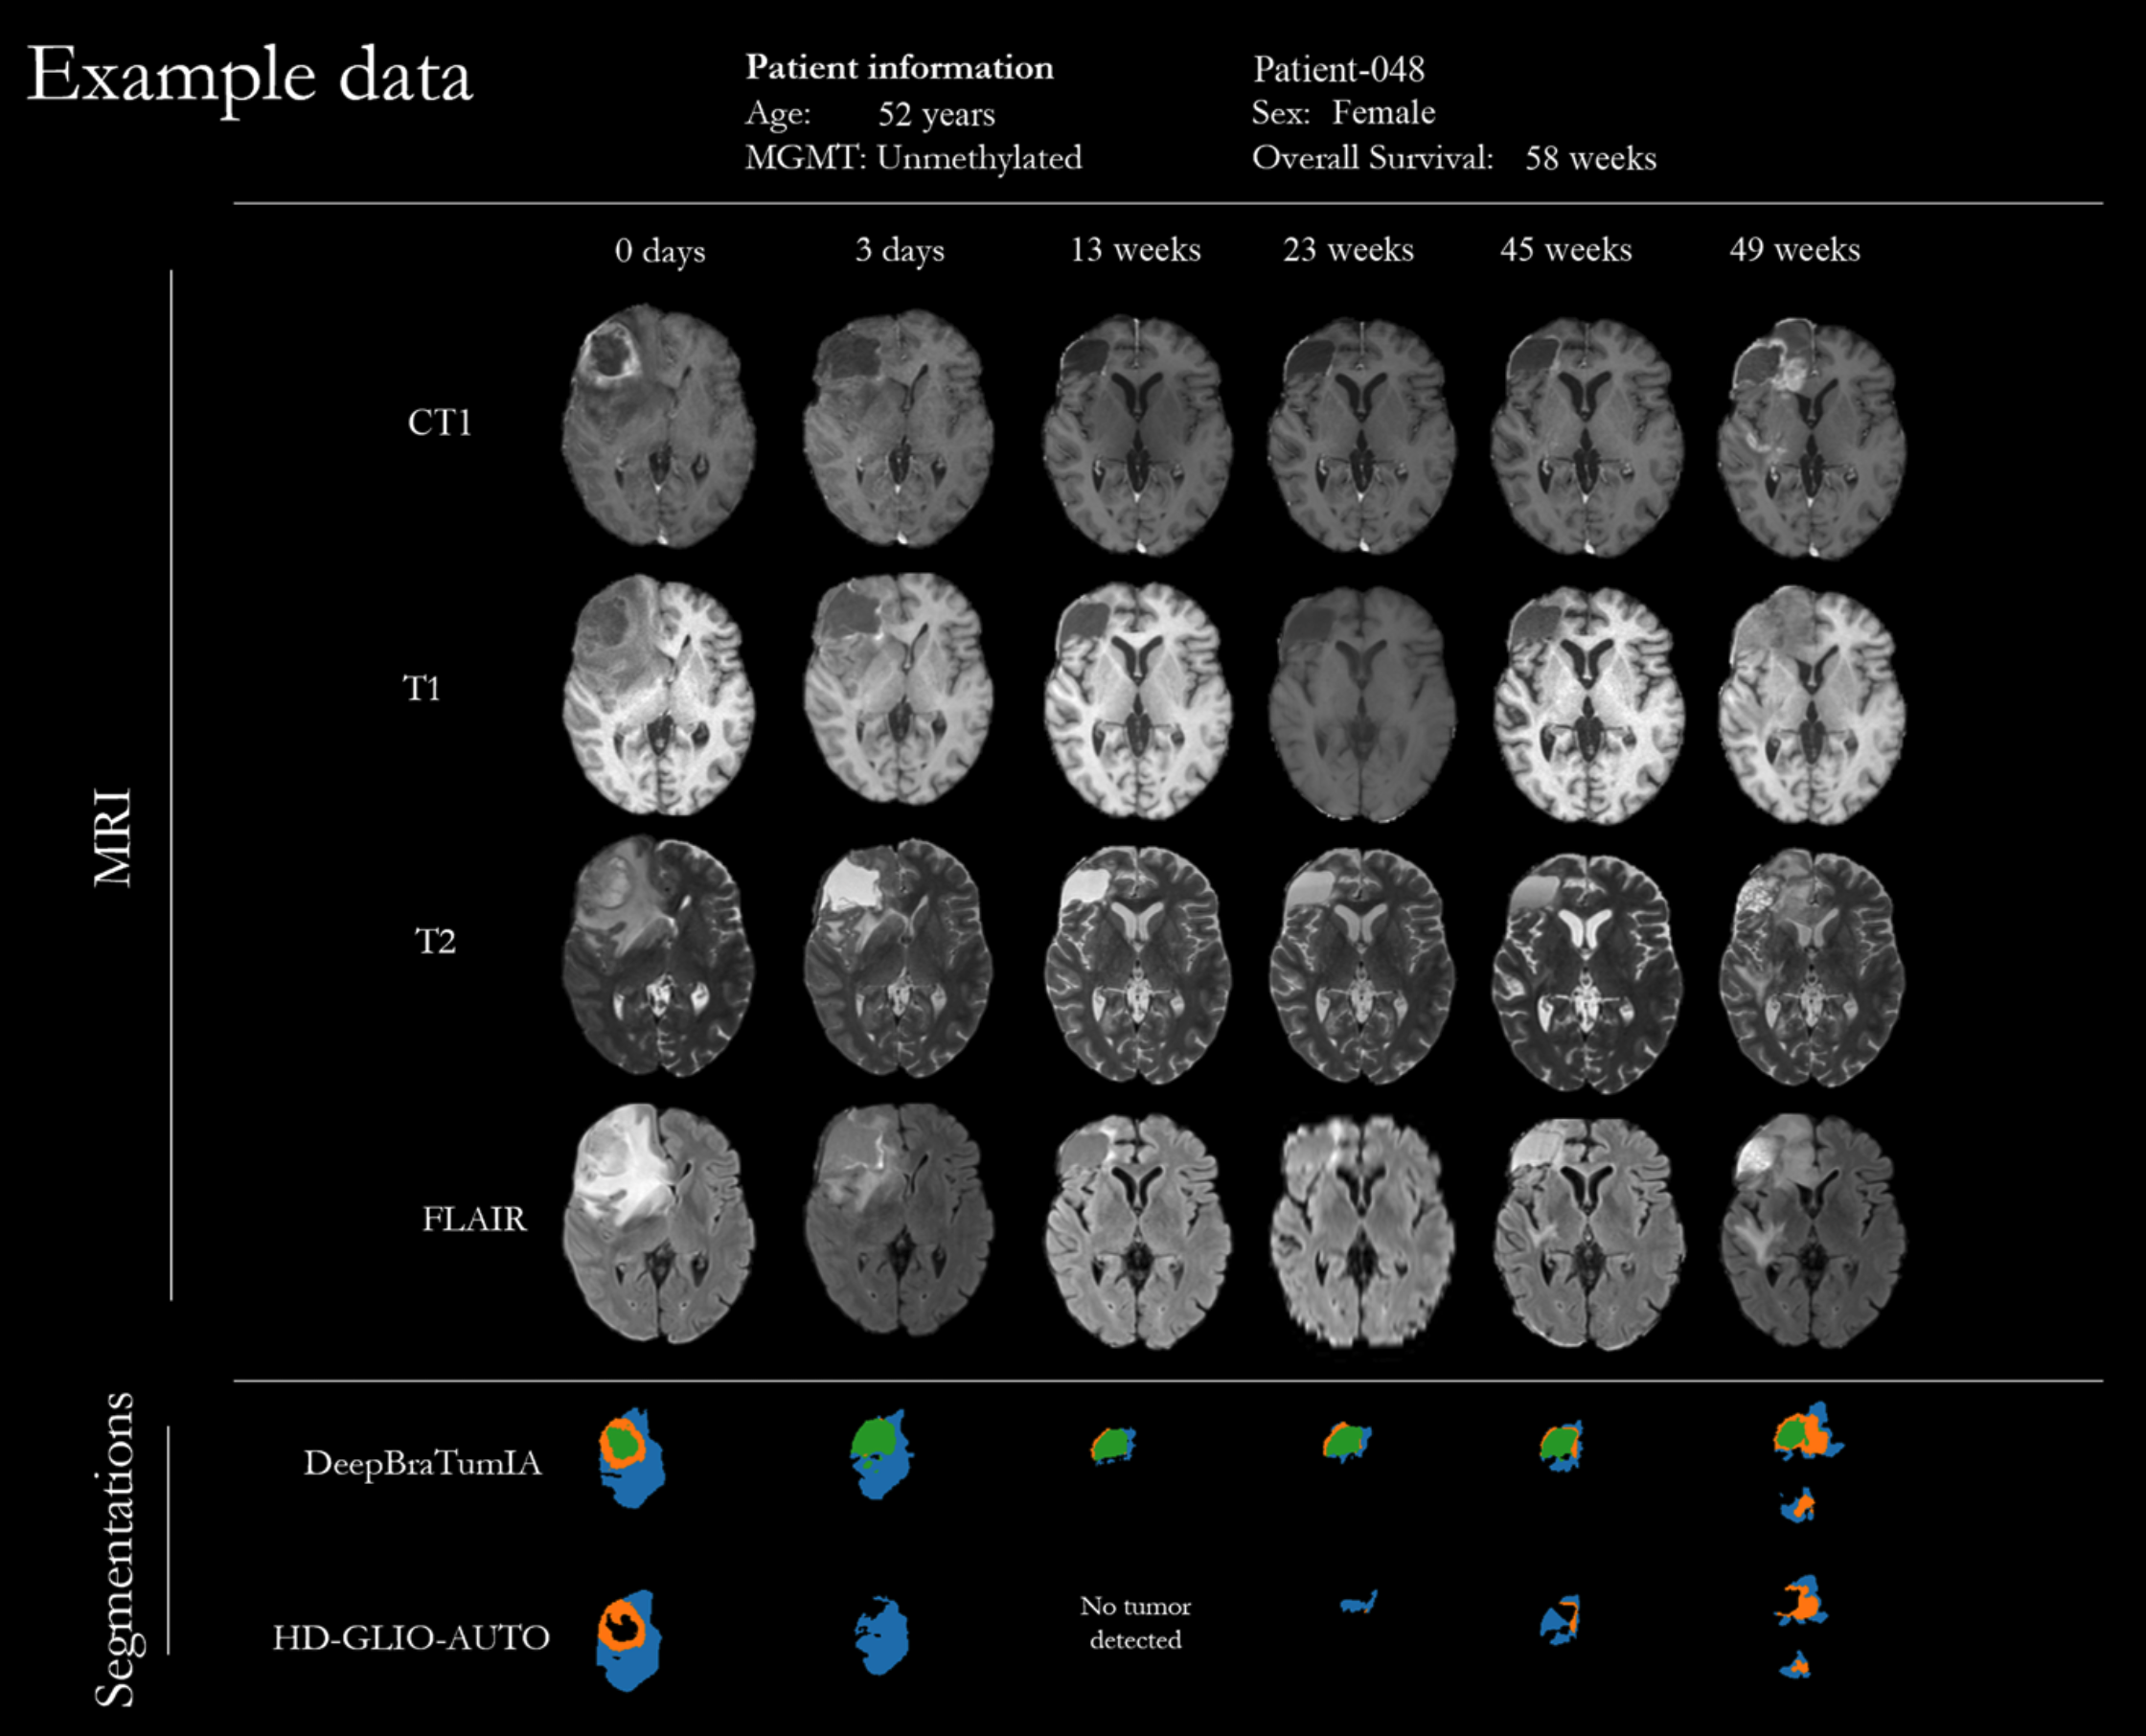 Example data
Patient information
Patient-048
Age: 52 years
Sex: Female
MGMT: Unmethylated
Overall Survival: 58 weeks
0 days
3 days
13 weeks
23 weeks
45 weeks
49 weeks
MRI
CT1
T1
T2
FLAIR
Segmentations
DeepBraTumIA
HD-GLIO-AUTO
No tumor
detected